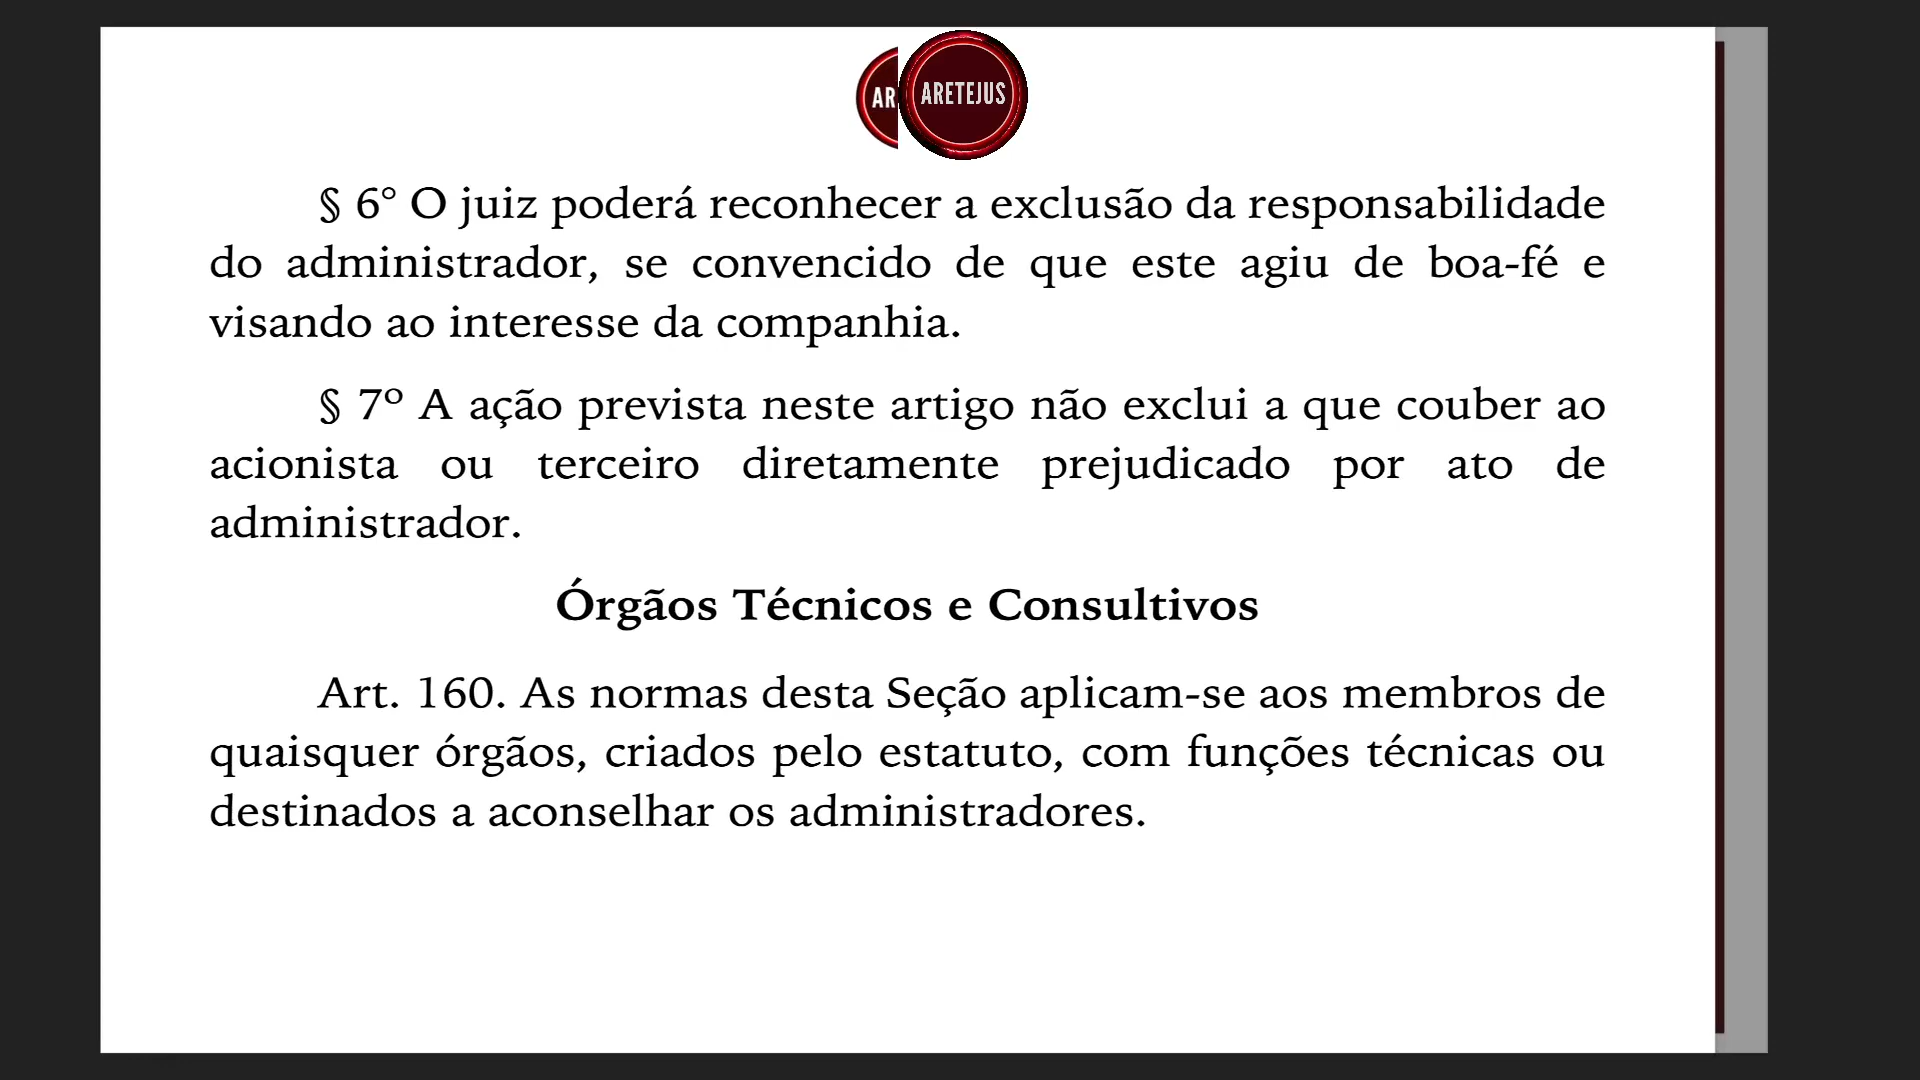 AR
ARETEJUS
§ 6° O juiz poderá reconhecer a exclusão da responsabilidade
do administrador, se convencido de que este agiu de boa-fé e
visando ao interesse da companhia.
§ 7º A ação prevista neste artigo não exclui a que couber ao
acionista ou terceiro diretamente prejudicado por ato de
administrador.
Órgãos Técnicos e Consultivos
Art. 160. As normas desta Seção aplicam-se aos membros de
quaisquer órgãos, criados pelo estatuto, com funções técnicas ou
destinados a aconselhar os administradores.